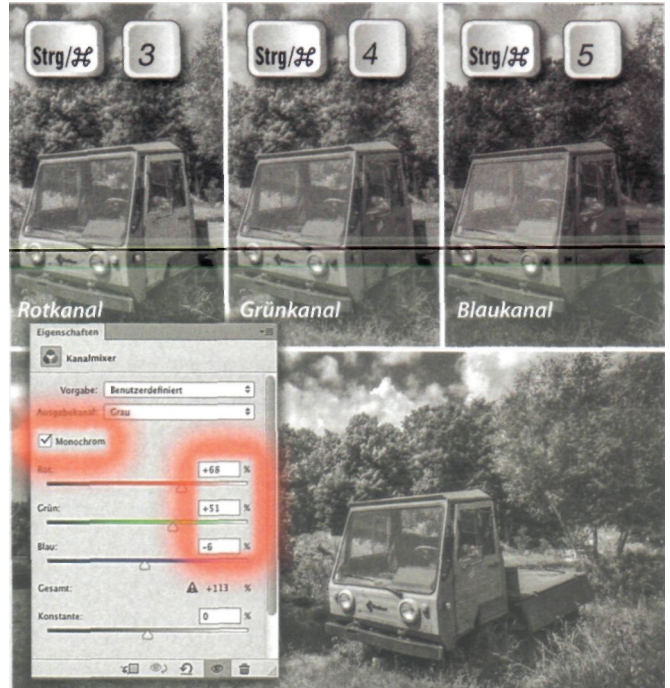 Strg/⌘ 3 Strg/⌘ 4 Strg/⌘ 5
Rotkanal Grünkanal Blaukanal
Eigenschaften
Kanalmixer
Vorgabe: Benutzerdefiniert
Ausgabekanal: Grau
Monochrom
Rot: +68 %
Grün: +51 %
Blau: -6 %
Gesamt: +113 %
Konstante: 0 %